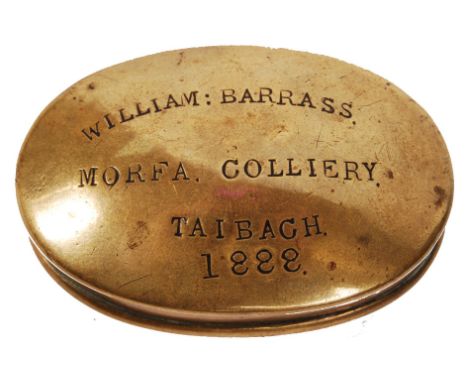 WILLIAM: BARRASS.
MORFA. COLLIERY.
TAIBACH.
1888.